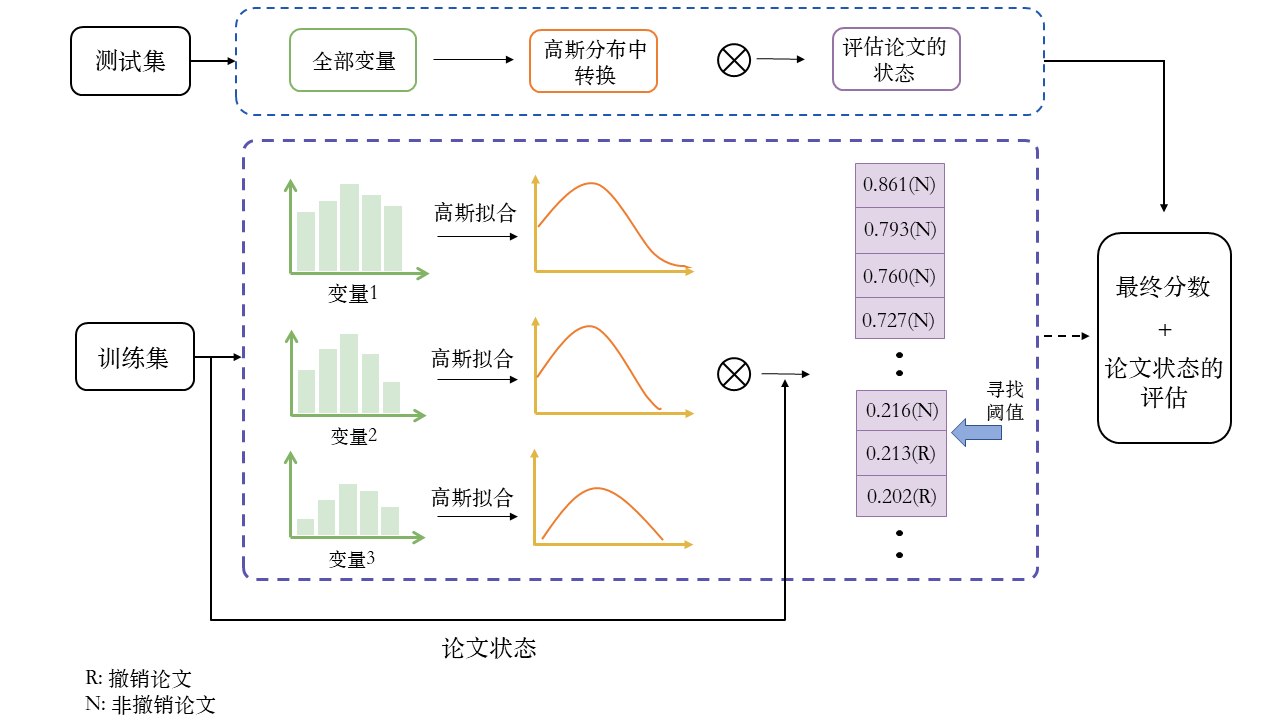 测试集
全部变量
高斯分布中
转换
评估论文的
状态
训练集
变量1
高斯拟合
变量2
高斯拟合
变量3
高斯拟合
0.861(N)
0.793(N)
0.760(N)
0.727(N)
0.216(N)
0.213(R)
0.202(R)
寻找
阈值
最终分数
+
论文状态的
评估
论文状态
R: 撤销论文
N: 非撤销论文